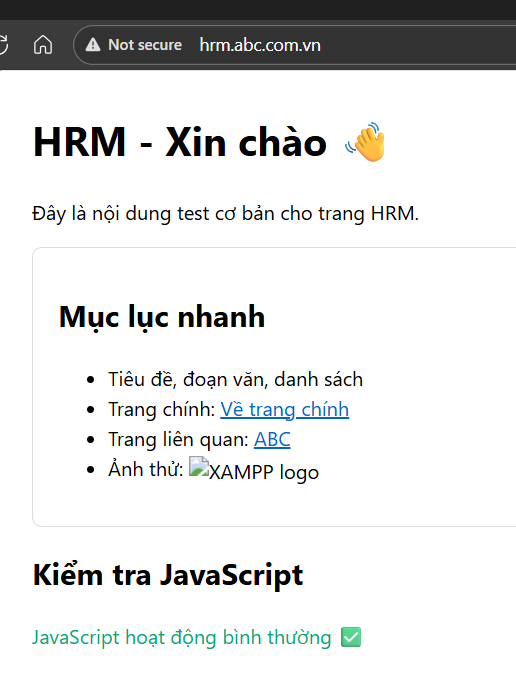 Not secure hrm.abc.com.vn
HRM - Xin chào 👋
Đây là nội dung test cơ bản cho trang HRM.
Mục lục nhanh
• Tiêu đề, đoạn văn, danh sách
• Trang chính: Về trang chính
• Trang liên quan: ABC
• Ảnh thử: XAMPP logo
Kiểm tra JavaScript
JavaScript hoạt động bình thường ✅